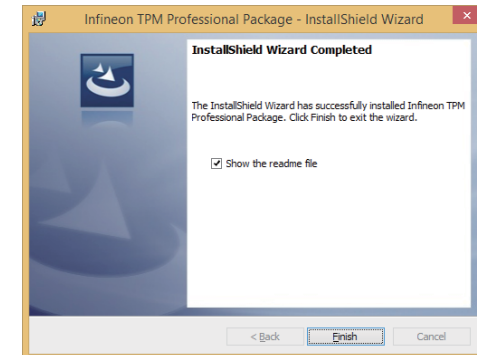 Infineon TPM Professional Package - InstallShield Wizard
InstallShield Wizard Completed
The InstallShield Wizard has successfully installed Infineon TPM
Professional Package. Click Finish to exit the wizard.
Show the readme file
< Back
Finish
Cancel